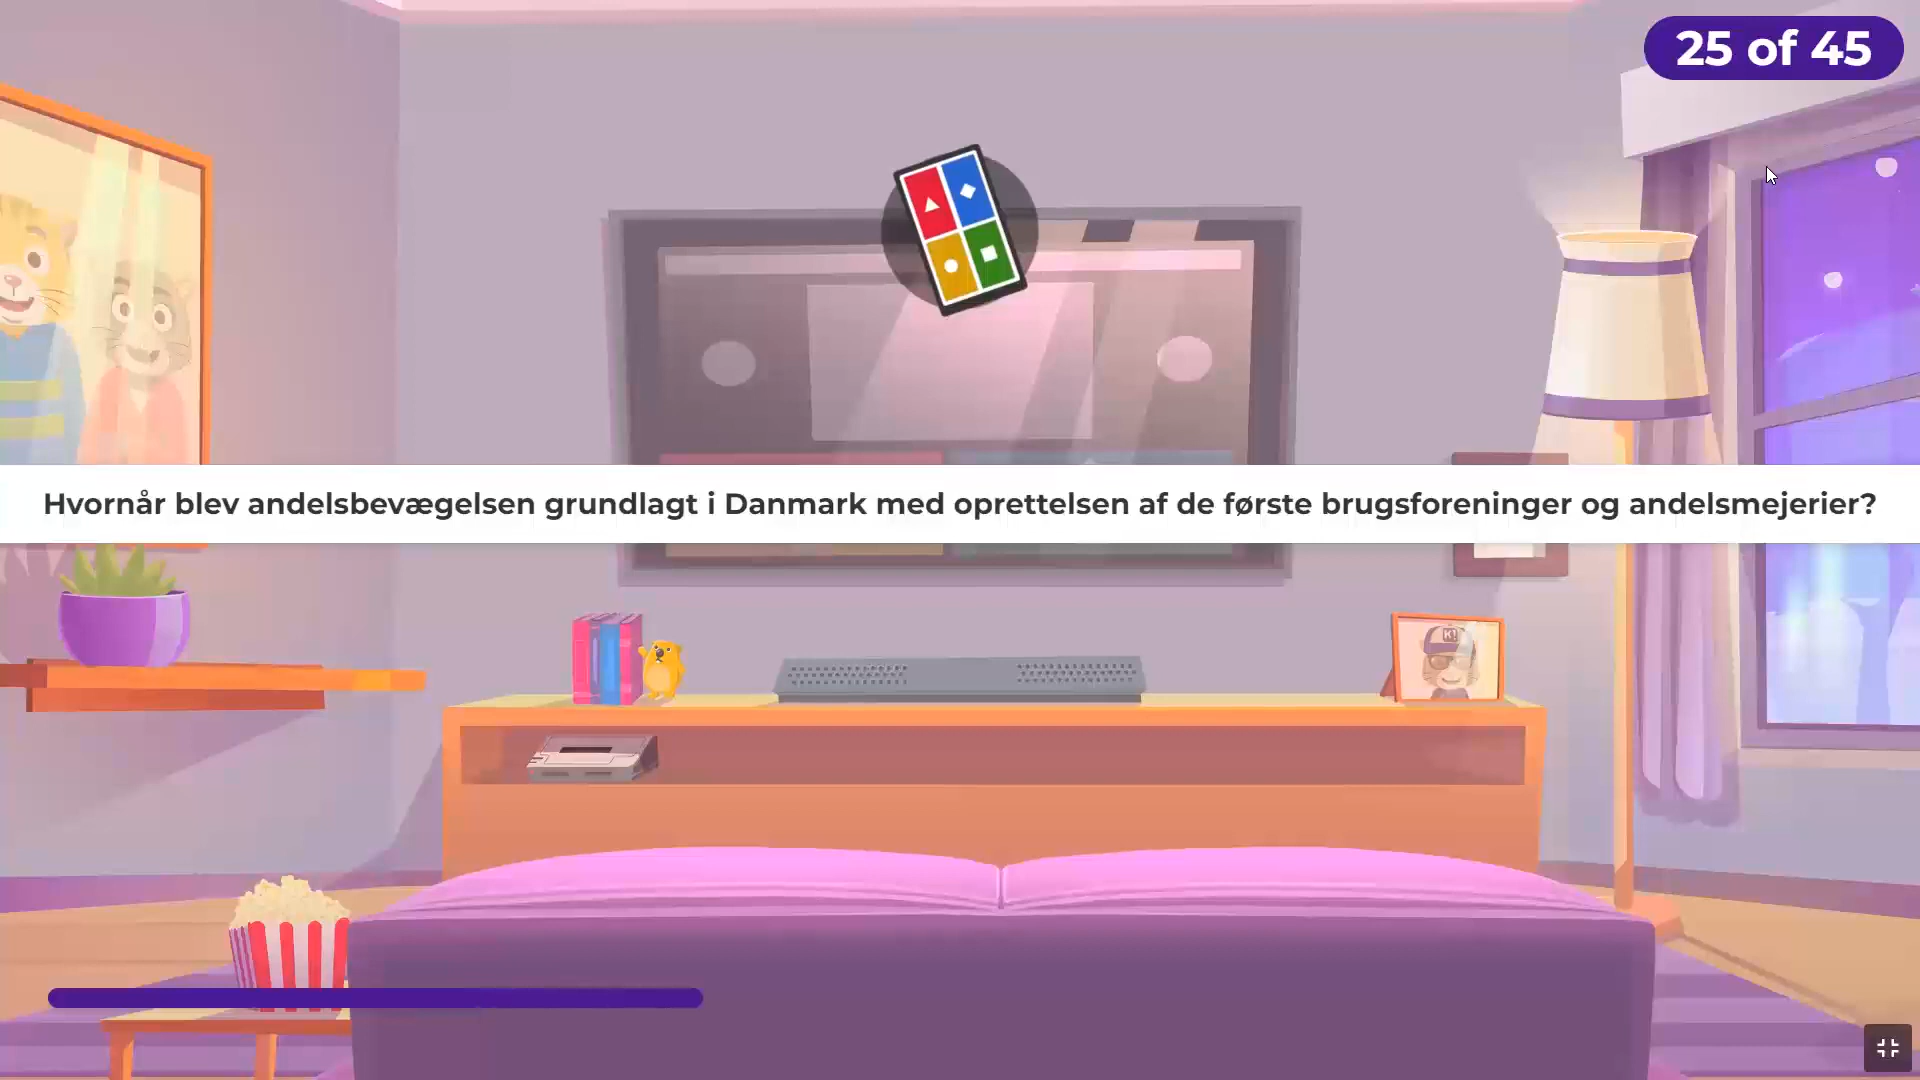 25 of 45
Hvornår blev andelsbevægelsen grundlagt i Danmark med oprettelsen af de første brugsforeninger og andelsmejerier?
K!